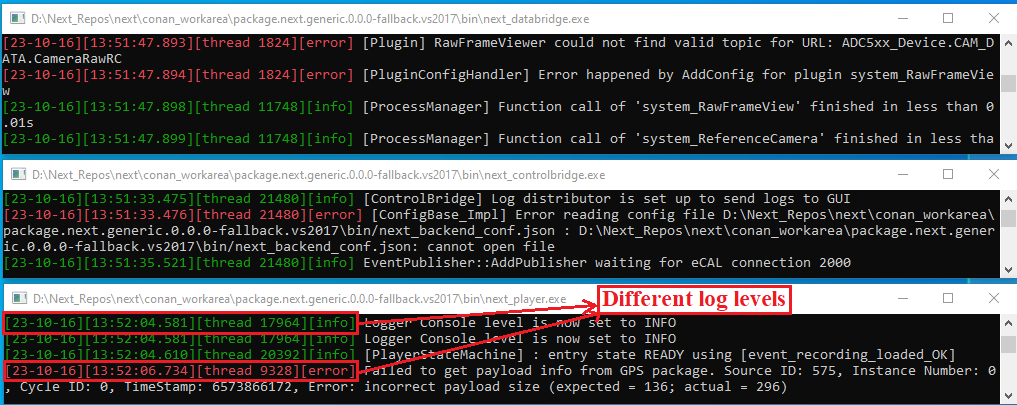 D:\Next_Repos\next\conan_workarea\package.next.generic.0.0.0-fallback.vs2017\bin\next_databridge.exe
[23-10-16][13:51:47.893][thread 1824][error] [Plugin] RawFrameViewer could not find valid topic for URL: ADC5xx_Device.CAM_D
ATA.CameraRawRC
[23-10-16][13:51:47.894][thread 1824][error] [PluginConfigHandler] Error happened by AddConfig for plugin system_RawFrameVie
w
[23-10-16][13:51:47.898][thread 11748][info] [ProcessManager] Function call of 'system_RawFrameView' finished in less than 0
.01s
[23-10-16][13:51:47.899][thread 11748][info] [ProcessManager] Function call of 'system_ReferenceCamera' finished in less tha
D:\Next_Repos\next\conan_workarea\package.next.generic.0.0.0-fallback.vs2017\bin\next_controlbridge.exe
[23-10-16][13:51:33.475][thread 21480][info] [ControlBridge] Log distributor is set up to send logs to GUI
[23-10-16][13:51:33.476][thread 21480][error] [ConfigBase_Impl] Error reading config file D:\Next_Repos\next\conan_workarea\
package.next.generic.0.0.0-fallback.vs2017\bin/next_backend_conf.json : D:\Next_Repos\next\conan_workarea\package.next.gener
ic.0.0.0-fallback.vs2017\bin/next_backend_conf.json: cannot open file
[23-10-16][13:51:35.521][thread 21480][info] EventPublisher::AddPublisher waiting for eCAL connection 2000
D:\Next_Repos\next\conan_workarea\package.next.generic.0.0.0-fallback.vs2017\bin\next_player.exe
Different log levels
[23-10-16][13:52:04.581][thread 17964][info] Logger Console level is now set to INFO
[23-10-16][13:52:04.581][thread 17964][info] Logger Console level is now set to INFO
[23-10-16][13:52:04.610][thread 20392][info] [PlayerStateMachine] : entry state READY using [event_recording_loaded_OK]
[23-10-16][13:52:06.734][thread 9328][error] Failed to get payload info from GPS package. Source ID: 575, Instance Number: 0
, Cycle ID: 0, TimeStamp: 6573866172, Error: incorrect payload size (expected = 136; actual = 296)